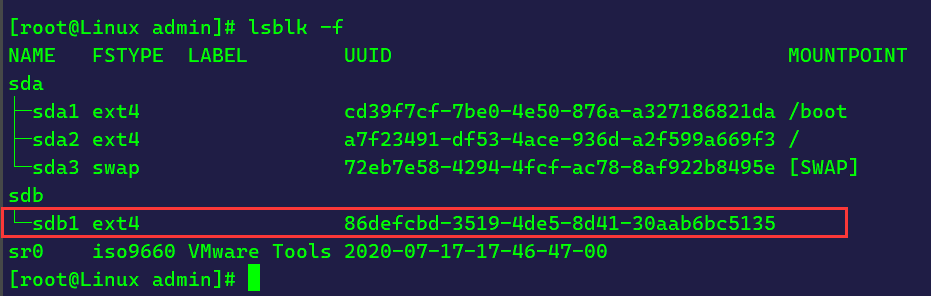 [root@Linux admin]# lsblk -f
NAME   FSTYPE  LABEL        UUID                                 MOUNTPOINT
sda
├─sda1 ext4                 cd39f7cf-7be0-4e50-876a-a327186821da /boot
├─sda2 ext4                 a7f23491-df53-4ace-936d-a2f599a669f3 /
└─sda3 swap                 72eb7e58-4294-4fcf-ac78-8af922b8495e [SWAP]
sdb
└─sdb1 ext4                 86defcbd-3519-4de5-8d41-30aab6bc5135
sr0    iso9660 VMware Tools 2020-07-17-17-46-47-00
[root@Linux admin]#